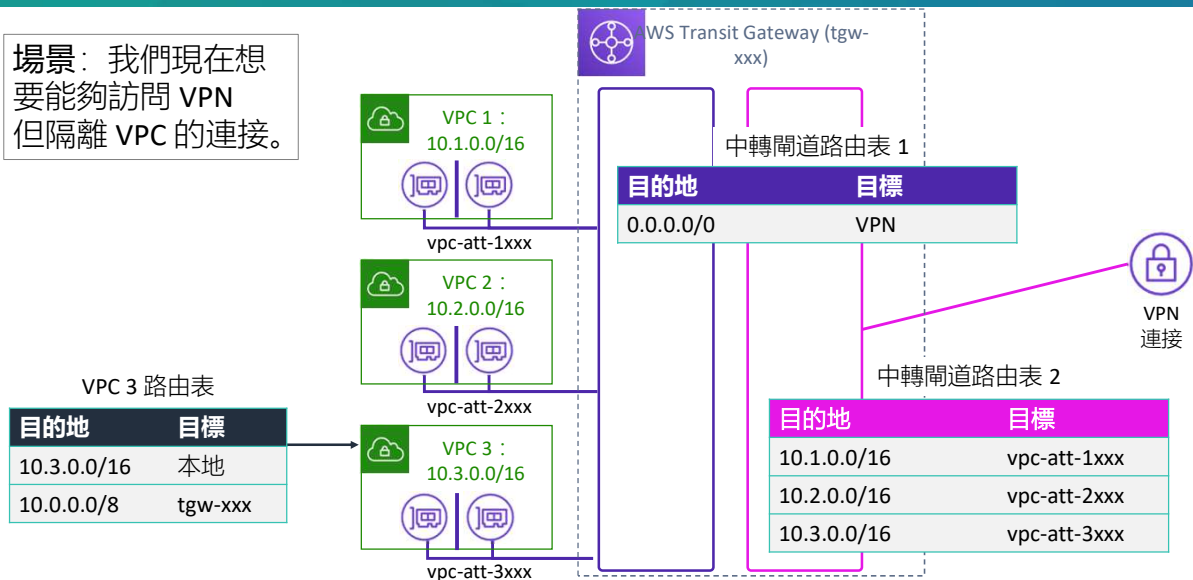 場景：我們現在想
要能夠訪問 VPN
但隔離 VPC 的連接。
AWS Transit Gateway (tgw-
xxx)
VPC 1：
10.1.0.0/16
vpc-att-1xxx
中轉閘道路由表 1
目的地 目標
0.0.0.0/0 VPN
VPC 2：
10.2.0.0/16
vpc-att-2xxx
VPN
連接
VPC 3 路由表
目的地 目標
10.3.0.0/16 本地
10.0.0.0/8 tgw-xxx
VPC 3：
10.3.0.0/16
vpc-att-3xxx
中轉閘道路由表 2
目的地 目標
10.1.0.0/16 vpc-att-1xxx
10.2.0.0/16 vpc-att-2xxx
10.3.0.0/16 vpc-att-3xxx